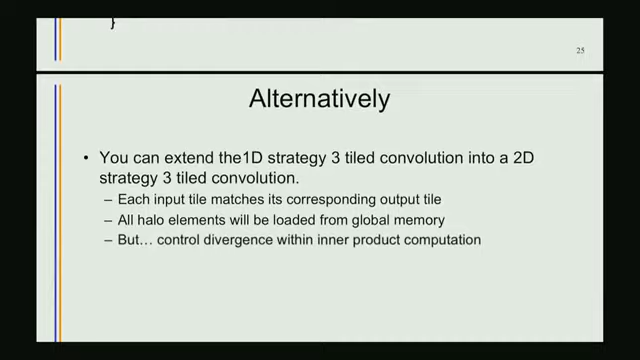 }
25
Alternatively
• You can extend the1D strategy 3 tiled convolution into a 2D
strategy 3 tiled convolution.
– Each input tile matches its corresponding output tile
– All halo elements will be loaded from global memory
– But… control divergence within inner product computation